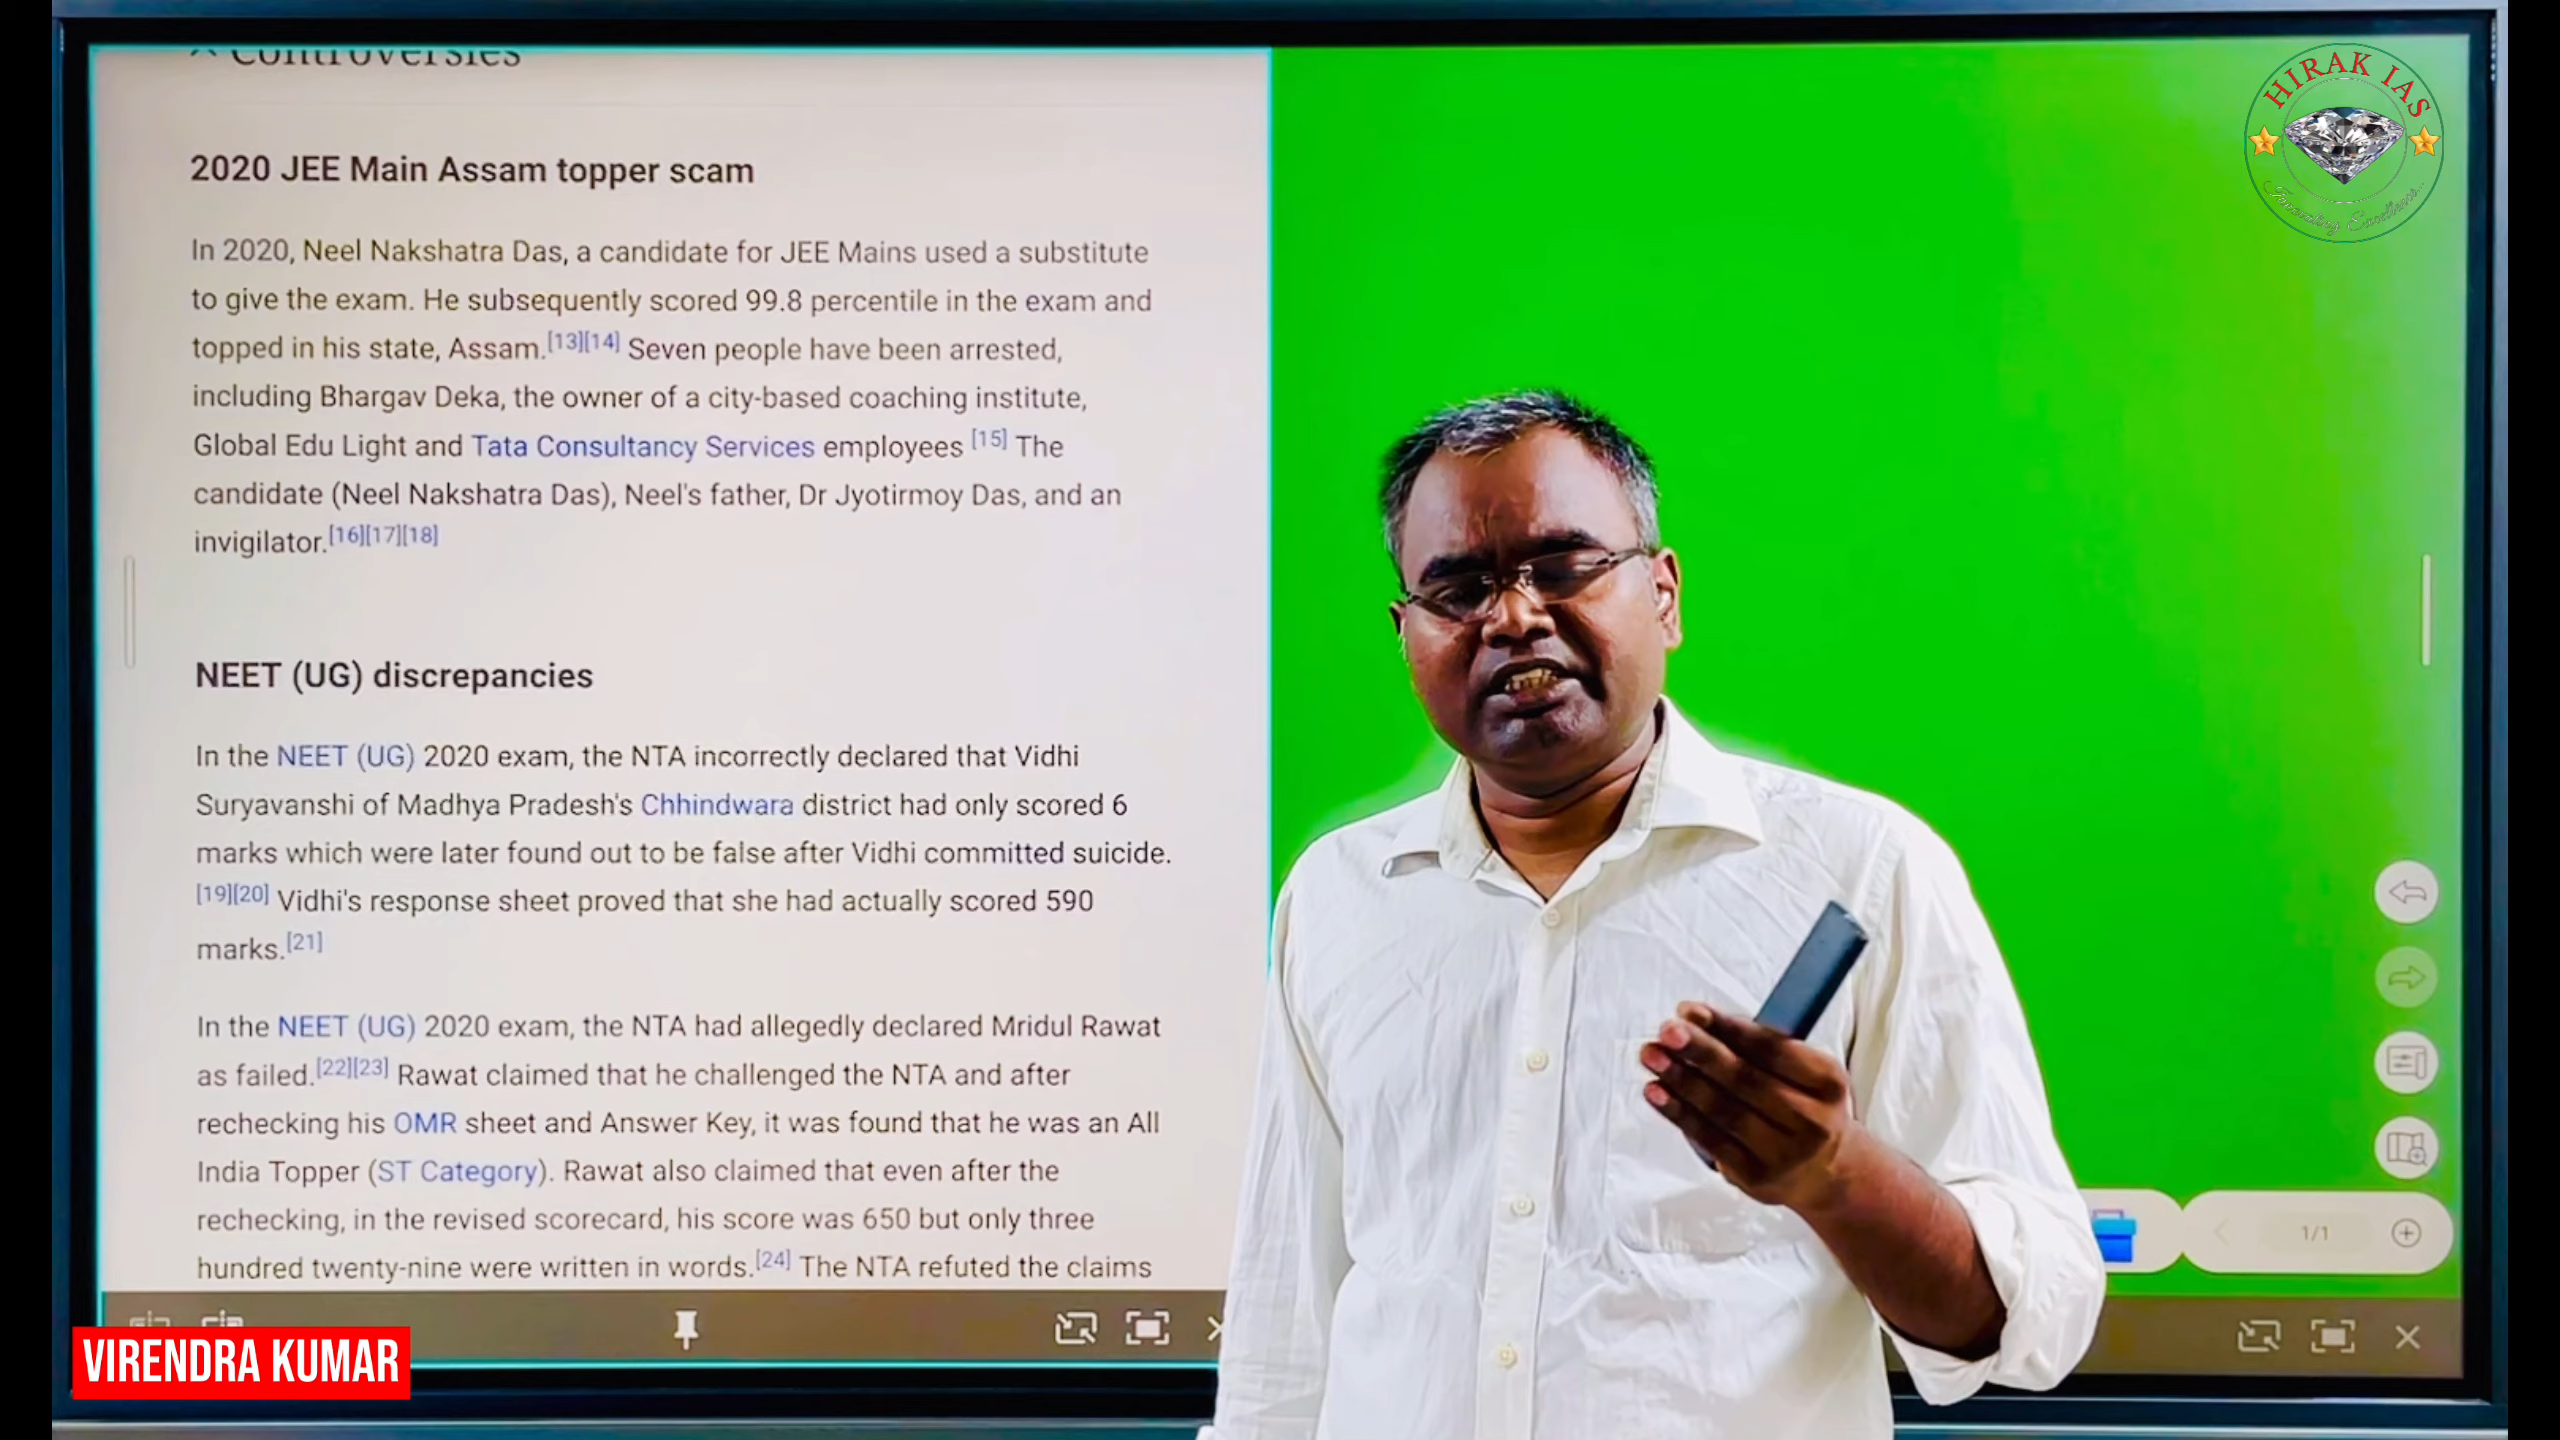 Controversies
2020 JEE Main Assam topper scam
In 2020, Neel Nakshatra Das, a candidate for JEE Mains used a substitute
to give the exam. He subsequently scored 99.8 percentile in the exam and
topped in his state, Assam.[13][14] Seven people have been arrested,
including Bhargav Deka, the owner of a city-based coaching institute,
Global Edu Light and Tata Consultancy Services employees [15] The
candidate (Neel Nakshatra Das), Neel's father, Dr Jyotirmoy Das, and an
invigilator.[16][17][18]
NEET (UG) discrepancies
In the NEET (UG) 2020 exam, the NTA incorrectly declared that Vidhi
Suryavanshi of Madhya Pradesh's Chhindwara district had only scored 6
marks which were later found out to be false after Vidhi committed suicide.
[19][20] Vidhi's response sheet proved that she had actually scored 590
marks.[21]
In the NEET (UG) 2020 exam, the NTA had allegedly declared Mridul Rawat
as failed.[22][23] Rawat claimed that he challenged the NTA and after
rechecking his OMR sheet and Answer Key, it was found that he was an All
India Topper (ST Category). Rawat also claimed that even after the
rechecking, in the revised scorecard, his score was 650 but only three
hundred twenty-nine were written in words.[24] The NTA refuted the claims
VIRENDRA KUMAR
HIRAK IAS
Excellence...
1/1